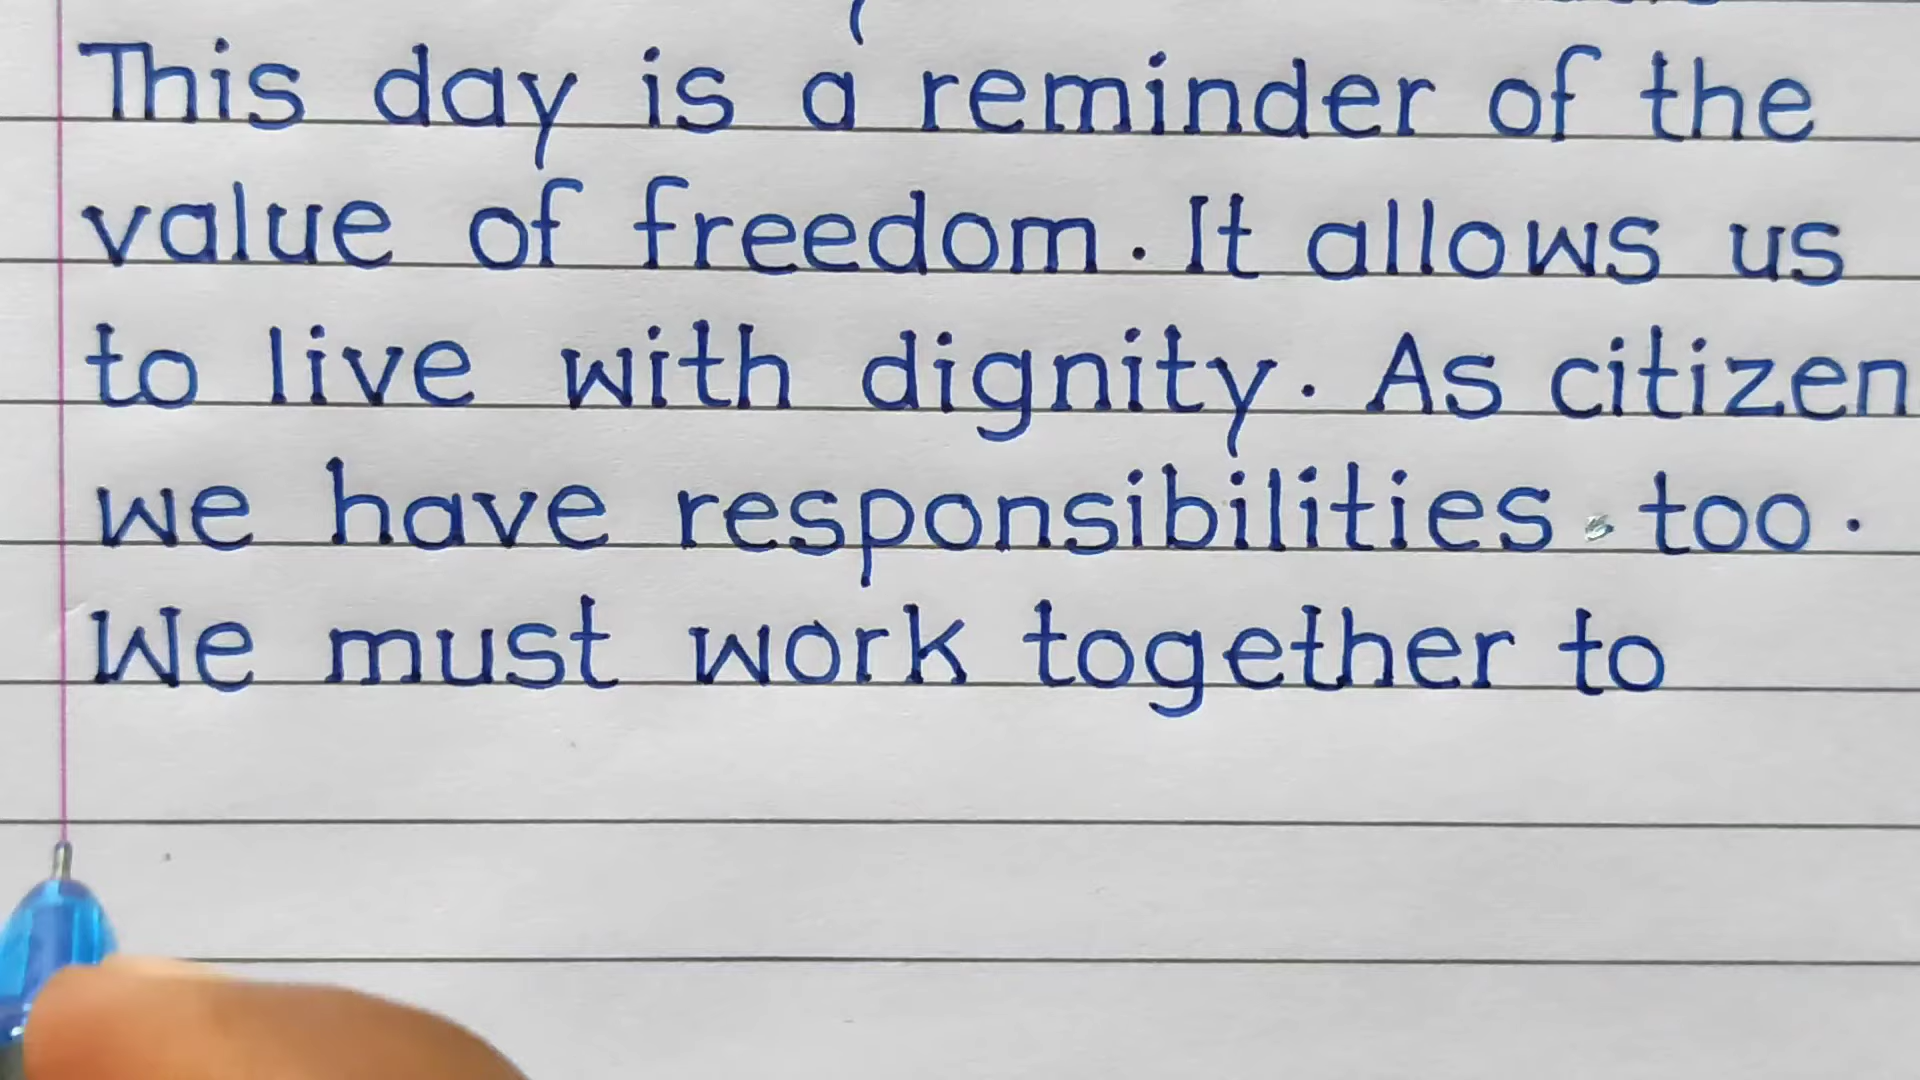 This day is a reminder of the
value of freedom. It allows us
to live with dignity. As citizen
we have responsibilities. too.
We must work together to